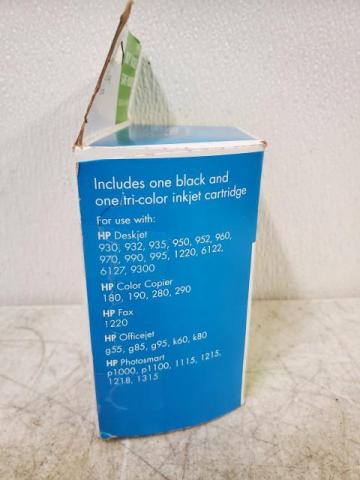 Includes one black and
one tri-color inkjet cartridge
For use with:
HP Deskjet
930, 932, 935, 950, 952, 960,
970, 990, 995, 1220, 6122,
6127, 9300
HP Color Copier
180, 190, 280, 290
HP Fax
1220
HP Officejet
g55, g85, g95, k60, k80
HP Photosmart
p1000, p1100, 1115, 1215,
1218, 1315